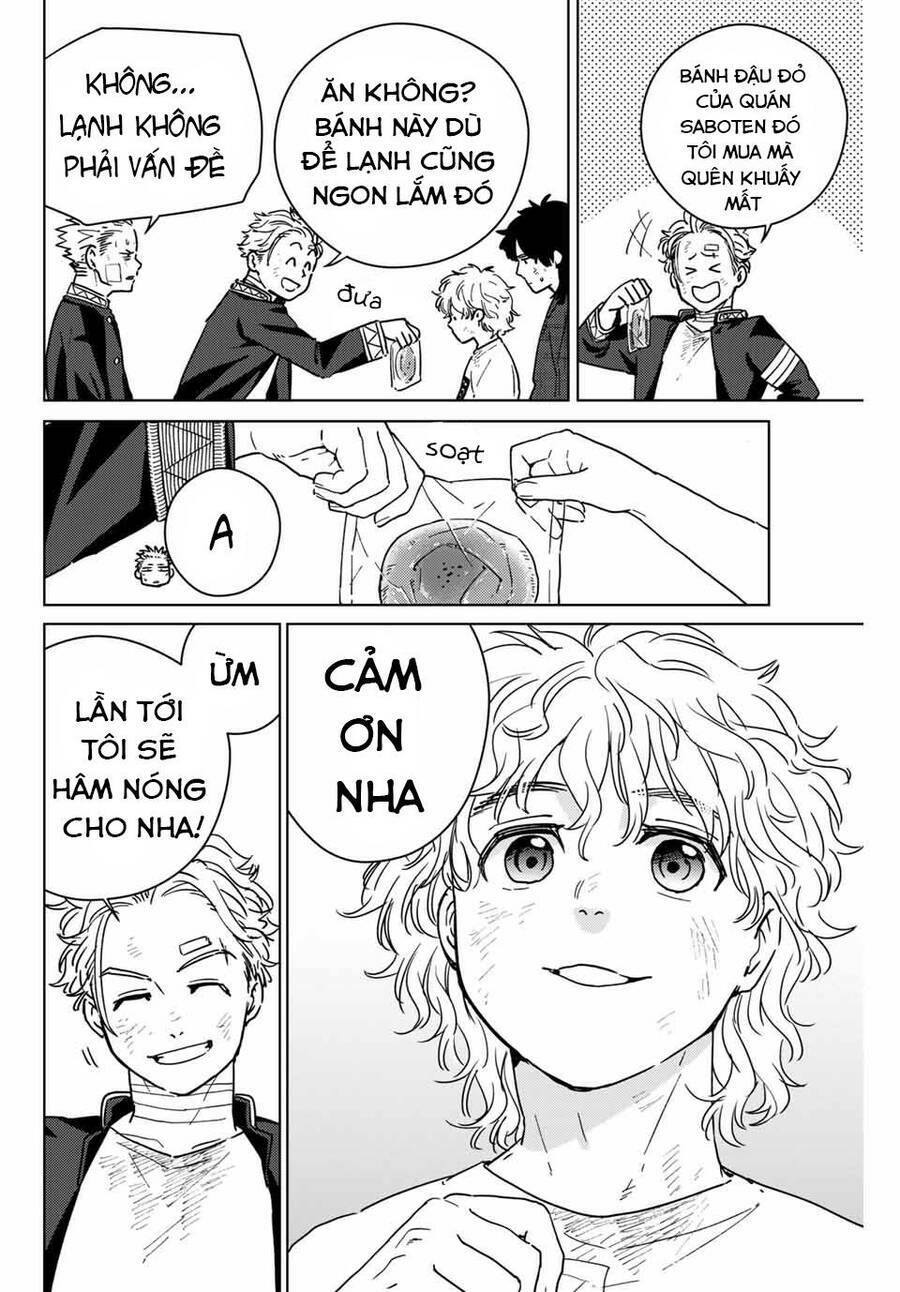 BÁNH ĐẬU ĐỎ
CỦA QUÁN
SABOTEN ĐÓ
TÔI MUA MÀ
QUÊN KHUẤY
MẤT
ĂN KHÔNG?
BÁNH NÀY DÙ
ĐỂ LẠNH CŨNG
NGON LẮM ĐÓ
đưa
KHÔNG...
LẠNH KHÔNG
PHẢI VẤN ĐỀ
soạt
A
CẢM
ƠN
NHA
ỪM
LẦN TỚI
TÔI SẼ
HÂM NÓNG
CHO NHA!